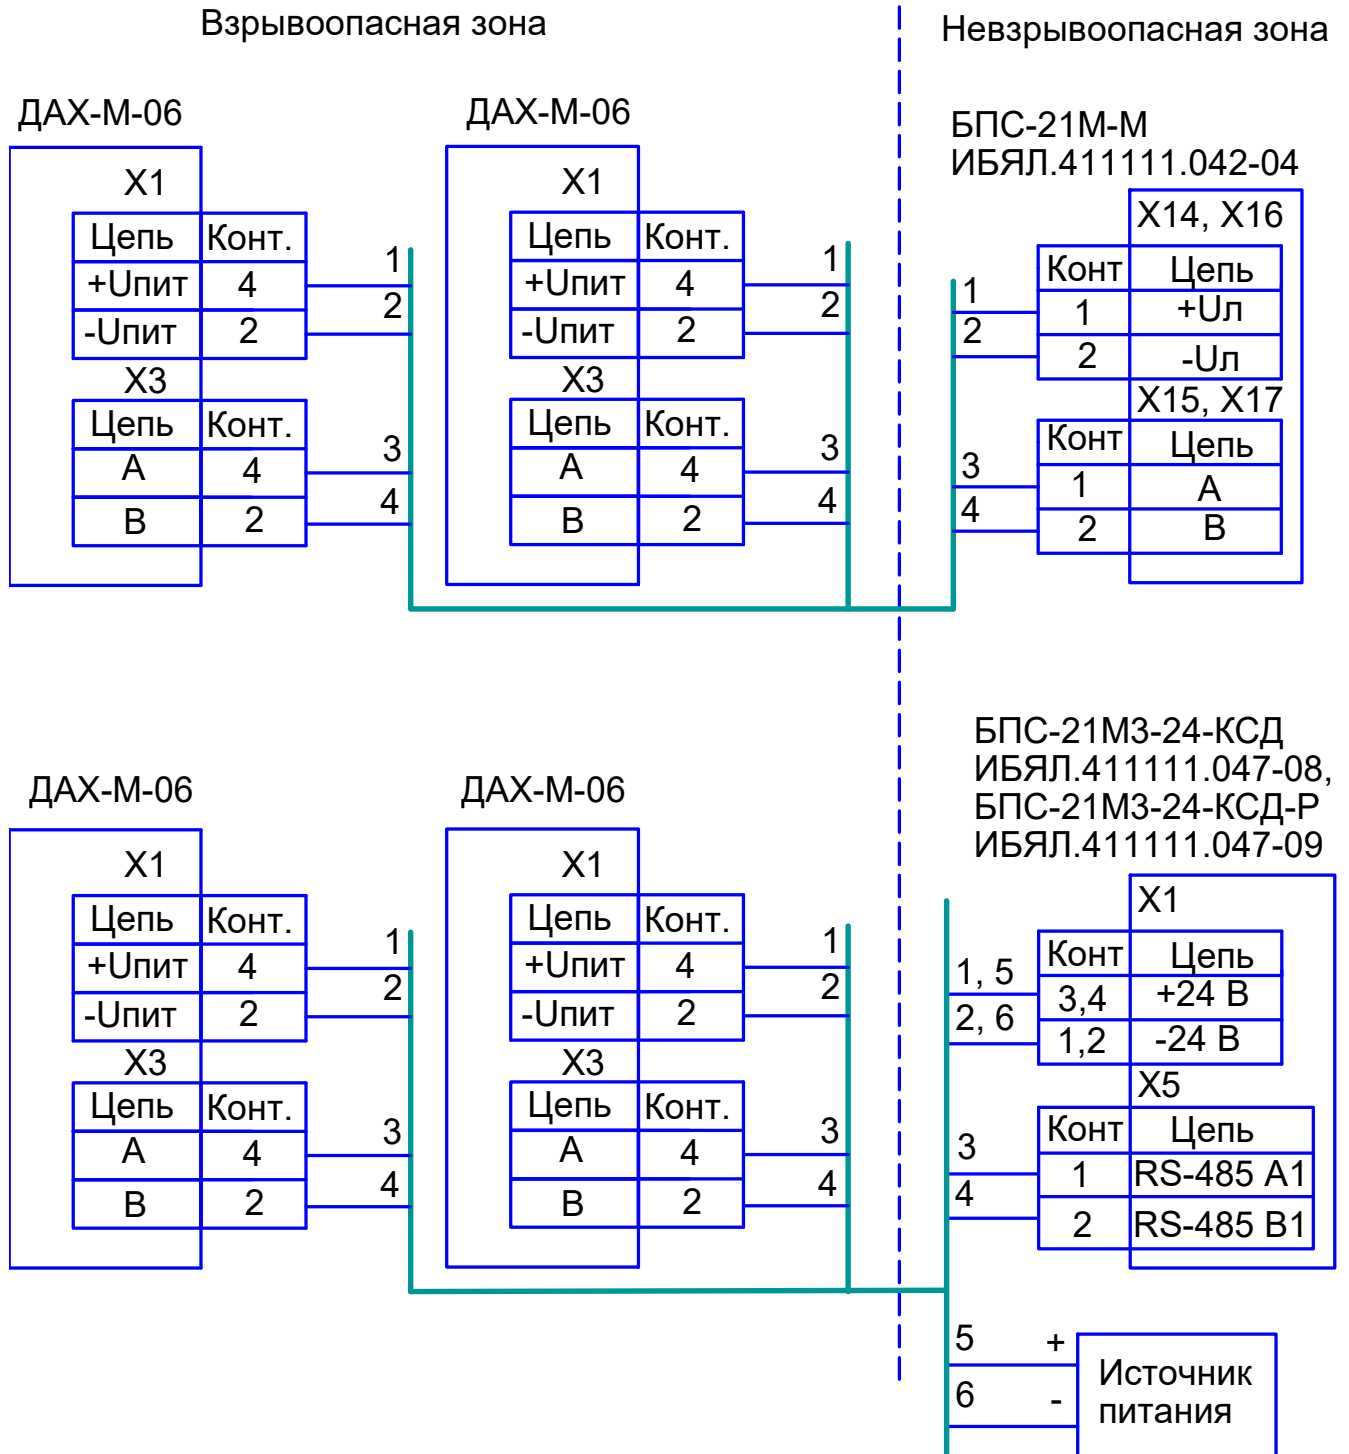 Взрывоопасная зона
Невзрывоопасная зона
ДАХ-М-06
X1
Цепь Конт.
+Uпит 4
-Uпит 2
X3
Цепь Конт.
A 4
B 2
1
2
3
4
ДАХ-М-06
X1
Цепь Конт.
+Uпит 4
-Uпит 2
X3
Цепь Конт.
A 4
B 2
1
2
3
4
БПС-21М-М
ИБЯЛ.411111.042-04
X14, X16
Конт Цепь
1 1 +Uл
2 2 -Uл
X15, X17
Конт Цепь
3 1 A
4 2 B
ДАХ-М-06
X1
Цепь Конт.
+Uпит 4
-Uпит 2
X3
Цепь Конт.
A 4
B 2
1
2
3
4
ДАХ-М-06
X1
Цепь Конт.
+Uпит 4
-Uпит 2
X3
Цепь Конт.
A 4
B 2
1
2
3
4
БПС-21М3-24-КСД
ИБЯЛ.411111.047-08,
БПС-21М3-24-КСД-Р
ИБЯЛ.411111.047-09
X1
Конт Цепь
1, 5 3,4 +24 В
2, 6 1,2 -24 В
X5
Конт Цепь
3 1 RS-485 A1
4 2 RS-485 B1
5 +
6 -
Источник
питания